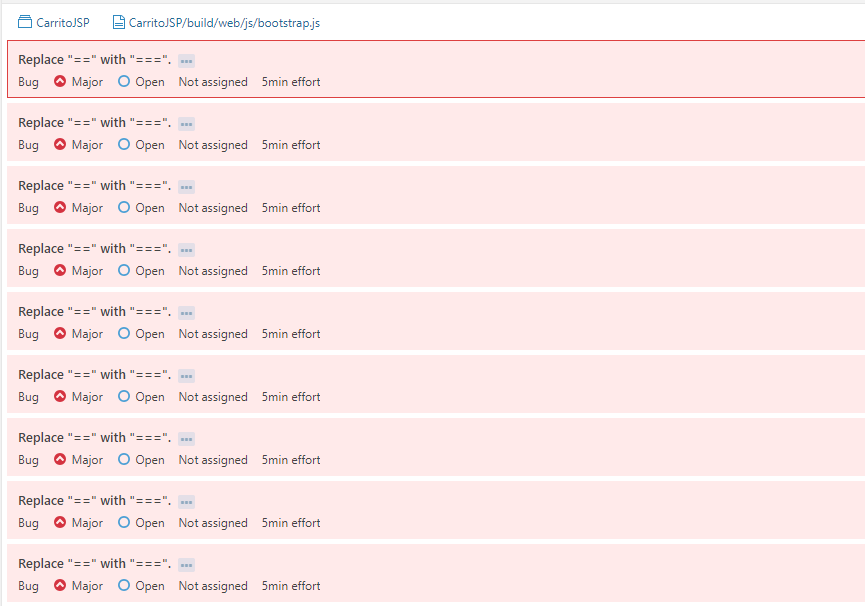 CarritoJSP CarritoJSP/build/web/js/bootstrap.js
Replace "==" with "===". ...
Bug Major Open Not assigned 5min effort
Replace "==" with "===". ...
Bug Major Open Not assigned 5min effort
Replace "==" with "===". ...
Bug Major Open Not assigned 5min effort
Replace "==" with "===". ...
Bug Major Open Not assigned 5min effort
Replace "==" with "===". ...
Bug Major Open Not assigned 5min effort
Replace "==" with "===". ...
Bug Major Open Not assigned 5min effort
Replace "==" with "===". ...
Bug Major Open Not assigned 5min effort
Replace "==" with "===". ...
Bug Major Open Not assigned 5min effort
Replace "==" with "===". ...
Bug Major Open Not assigned 5min effort